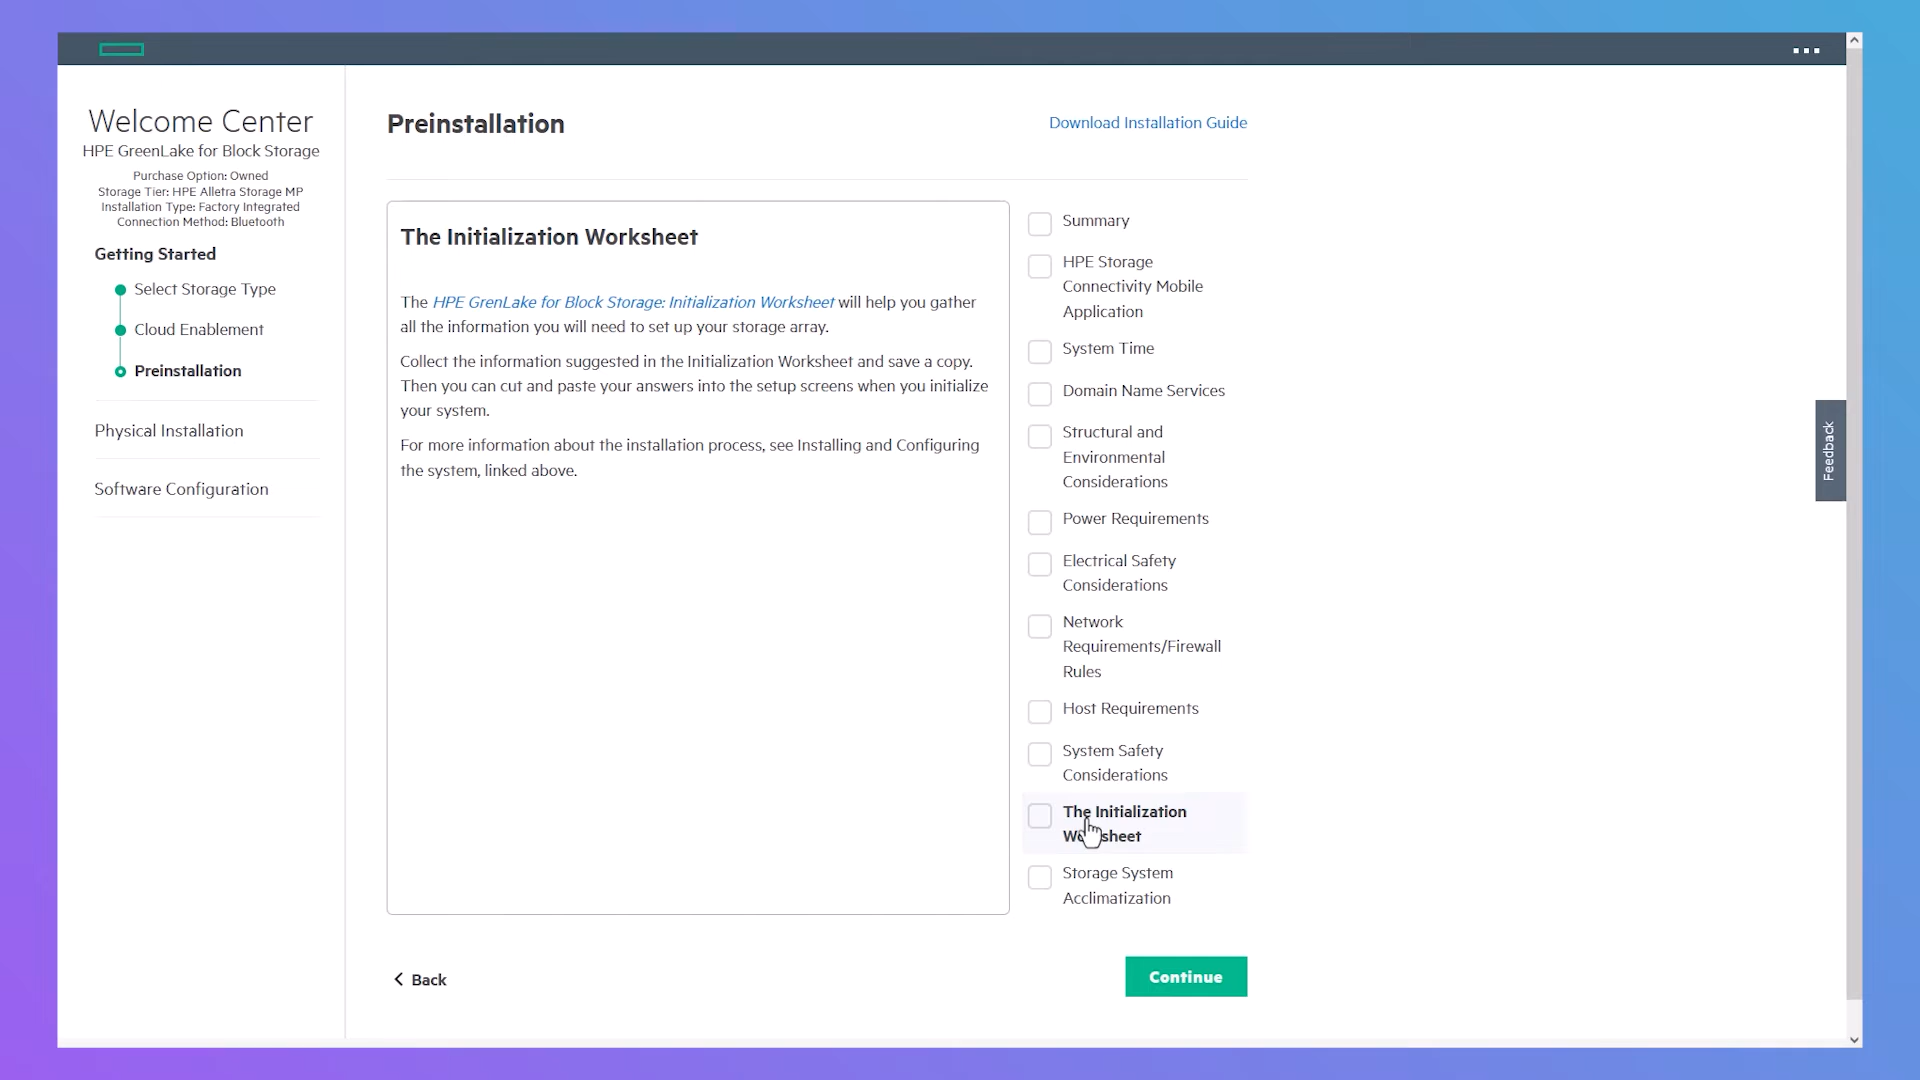 Welcome Center
HPE GreenLake for Block Storage
Purchase Option: Owned
Storage Tier: HPE Alletra Storage MP
Installation Type: Factory Integrated
Connection Method: Bluetooth
Getting Started
Select Storage Type
Cloud Enablement
Preinstallation
Physical Installation
Software Configuration
Preinstallation
Download Installation Guide
The Initialization Worksheet
The HPE GrenLake for Block Storage: Initialization Worksheet will help you gather
all the information you will need to set up your storage array.
Collect the information suggested in the Initialization Worksheet and save a copy.
Then you can cut and paste your answers into the setup screens when you initialize
your system.
For more information about the installation process, see Installing and Configuring
the system, linked above.
Summary
HPE Storage
Connectivity Mobile
Application
System Time
Domain Name Services
Structural and
Environmental
Considerations
Power Requirements
Electrical Safety
Considerations
Network
Requirements/Firewall
Rules
Host Requirements
System Safety
Considerations
The Initialization
Worksheet
Storage System
Acclimatization
Back
Continue
Feedback